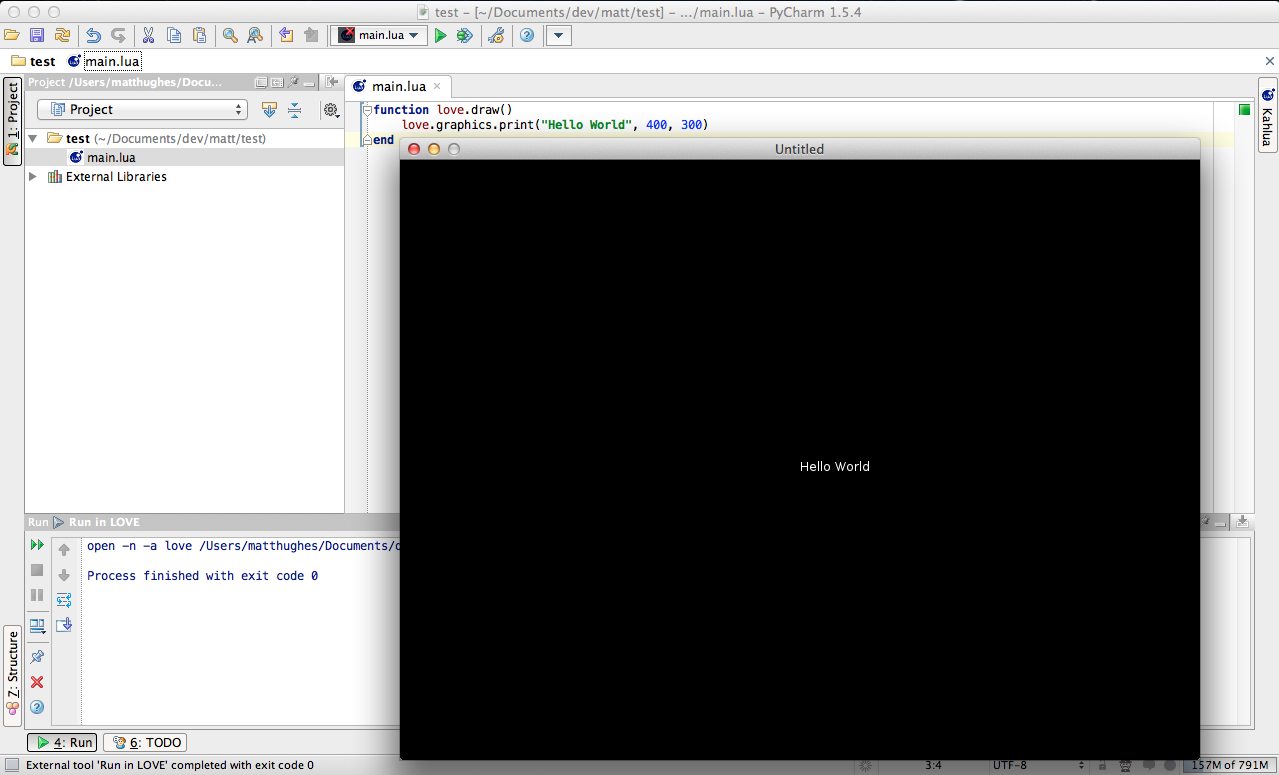 test – [~/Documents/dev/matt/test] – .../main.lua – PyCharm 1.5.4
main.lua
test main.lua
1: Project
Project /Users/matthughes/Docu...
main.lua
Kahlua
Project
test (~/Documents/dev/matt/test)
main.lua
External Libraries
function love.draw()
love.graphics.print("Hello World", 400, 300)
end
Untitled
Hello World
Run Run in LOVE
open -n -a love /Users/matthughes/Documents/
Process finished with exit code 0
7: Structure
4: Run 6: TODO
External tool 'Run in LOVE' completed with exit code 0 3:4 UTF-8 157M of 791M